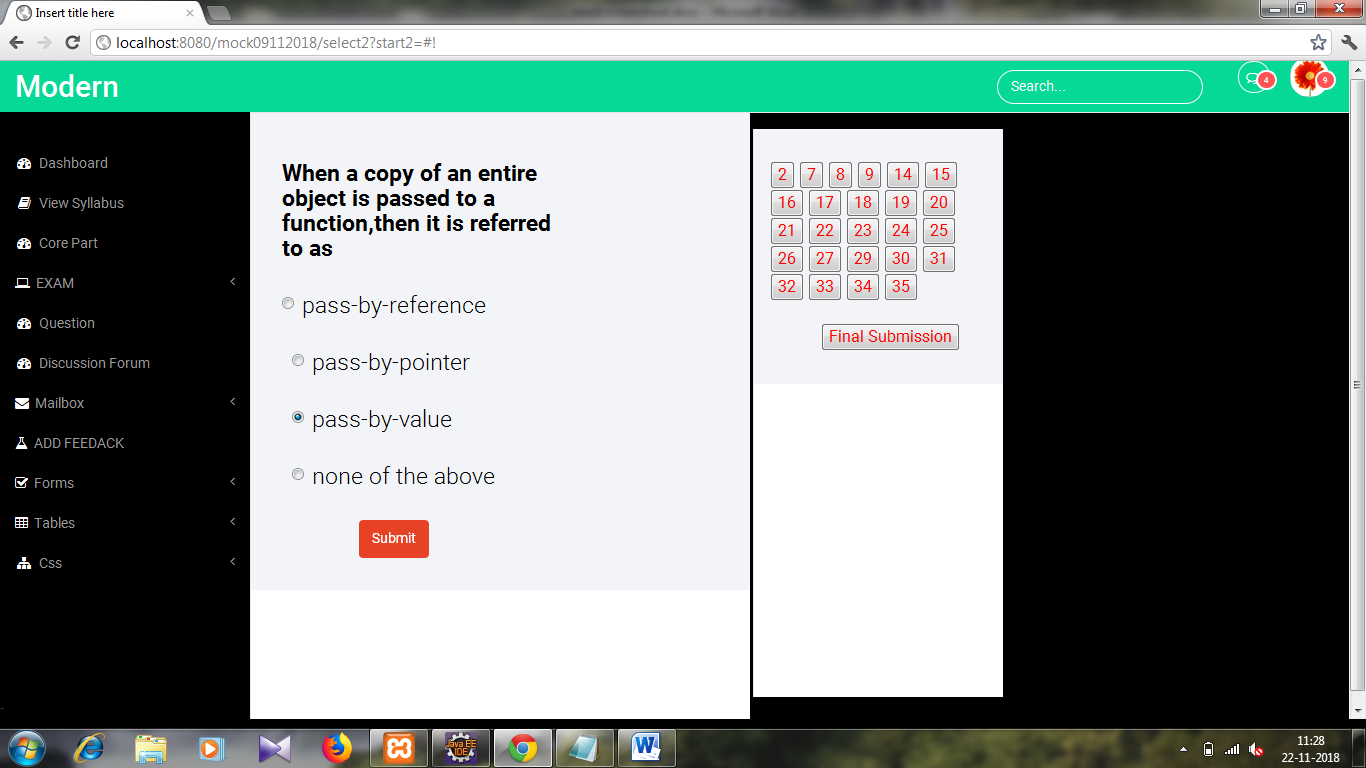 Insert title here
localhost:8080/mock09112018/select2?start2=#!
Modern
Search...
4
9
Dashboard
View Syllabus
Core Part
EXAM
Question
Discussion Forum
Mailbox
ADD FEEDACK
Forms
Tables
Css
When a copy of an entire
object is passed to a
function,then it is referred
to as
pass-by-reference
pass-by-pointer
pass-by-value
none of the above
Submit
2 7 8 9 14 15
16 17 18 19 20
21 22 23 24 25
26 27 29 30 31
32 33 34 35
Final Submission
Java EE
IDE
11:28
22-11-2018